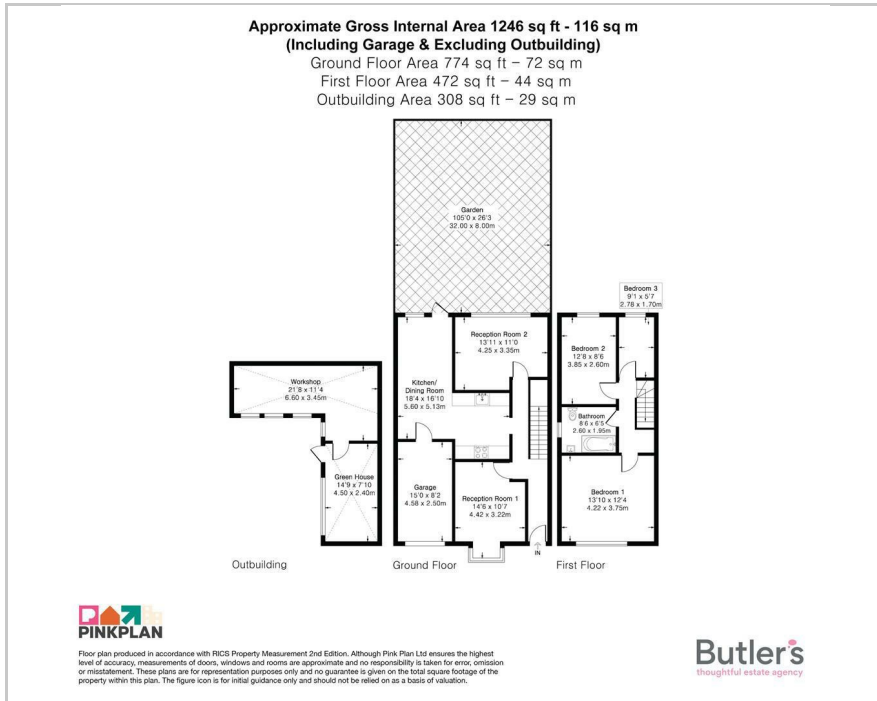 Approximate Gross Internal Area 1246 sq ft - 116 sq m
(Including Garage & Excluding Outbuilding)
Ground Floor Area 774 sq ft – 72 sq m
First Floor Area 472 sq ft – 44 sq m
Outbuilding Area 308 sq ft – 29 sq m
Garden
105'0 x 26'3
32.00 x 8.00m
Bedroom 3
9'1 x 5'7
2.78 x 1.70m
Reception Room 2
13'11 x 11'0
4.25 x 3.35m
Bedroom 2
12'8 x 8'6
3.85 x 2.60m
Workshop
21'8 x 11'4
6.60 x 3.45m
Kitchen/
Dining Room
18'4 x 16'10
5.60 x 5.13m
Bathroom
8'6 x 6'5
2.60 x 1.95m
Green House
14'9 x 7'10
4.50 x 2.40m
Garage
15'0 x 8'2
4.58 x 2.50m
Reception Room 1
14'6 x 10'7
4.42 x 3.22m
Bedroom 1
13'10 x 12'4
4.22 x 3.75m
IN
Outbuilding
Ground Floor
First Floor
PINKPLAN
Floor plan produced in accordance with RICS Property Measurement 2nd Edition. Although Pink Plan Ltd ensures the highest
level of accuracy, measurements of doors, windows and rooms are approximate and no responsibility is taken for error, omission
or misstatement. These plans are for representation purposes only and no guarantee is given on the total square footage of the
property within this plan. The figure icon is for initial guidance only and should not be relied on as a basis of valuation.
Butler's
thoughtful estate agency